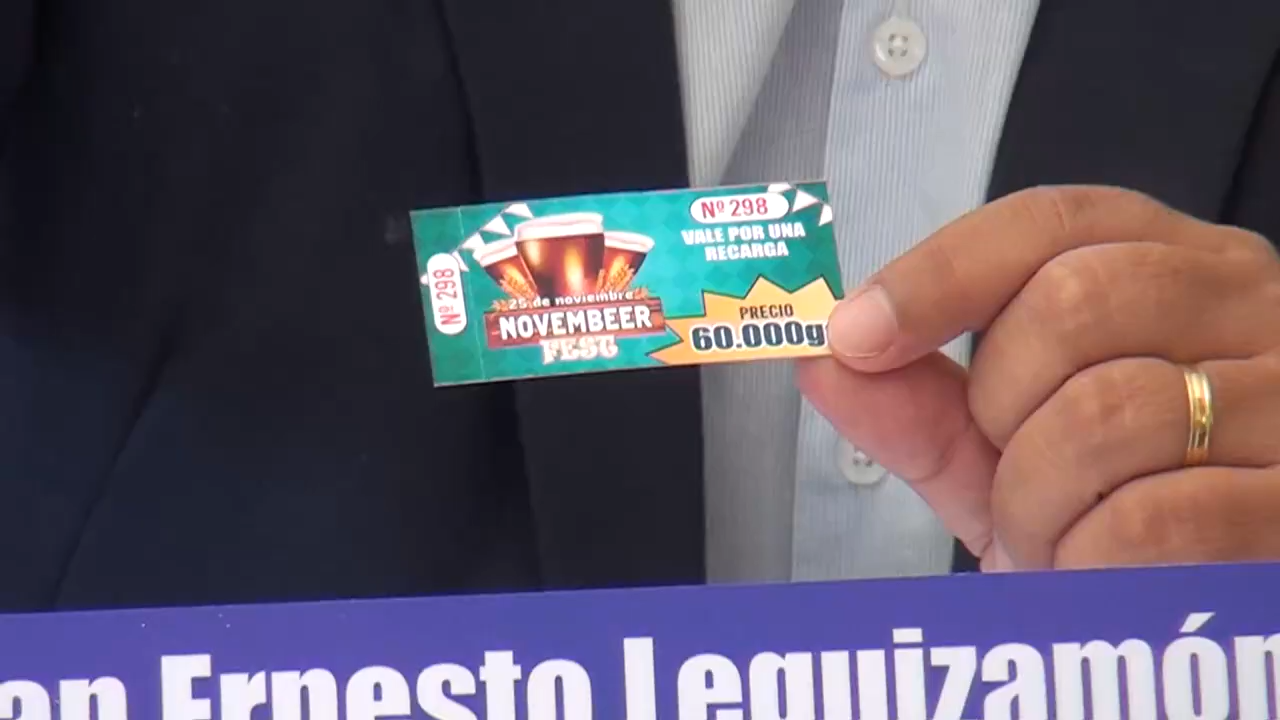 Nº 298
Nº 298
VALE POR UNA
RECARGA
25 de noviembre
NOVEMBEER
FEST
PRECIO
60.000g
an Ernesto Leguizamón